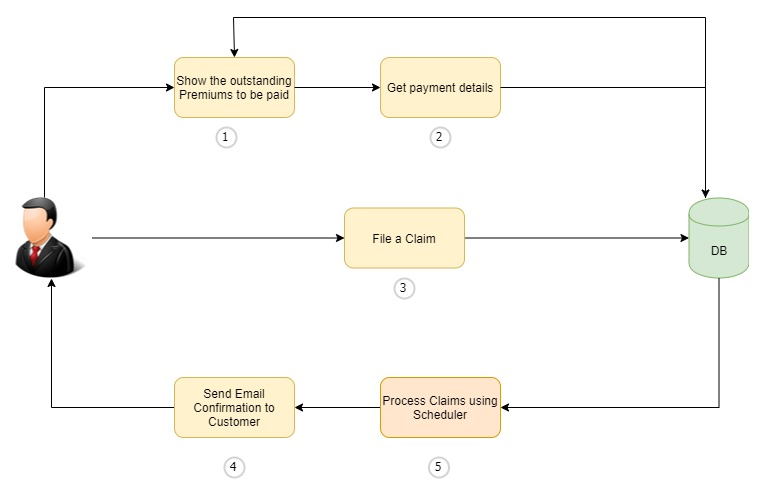 Show the outstanding
Premiums to be paid
Get payment details
1
2
File a Claim
DB
3
Send Email
Confirmation to
Customer
Process Claims using
Scheduler
4
5